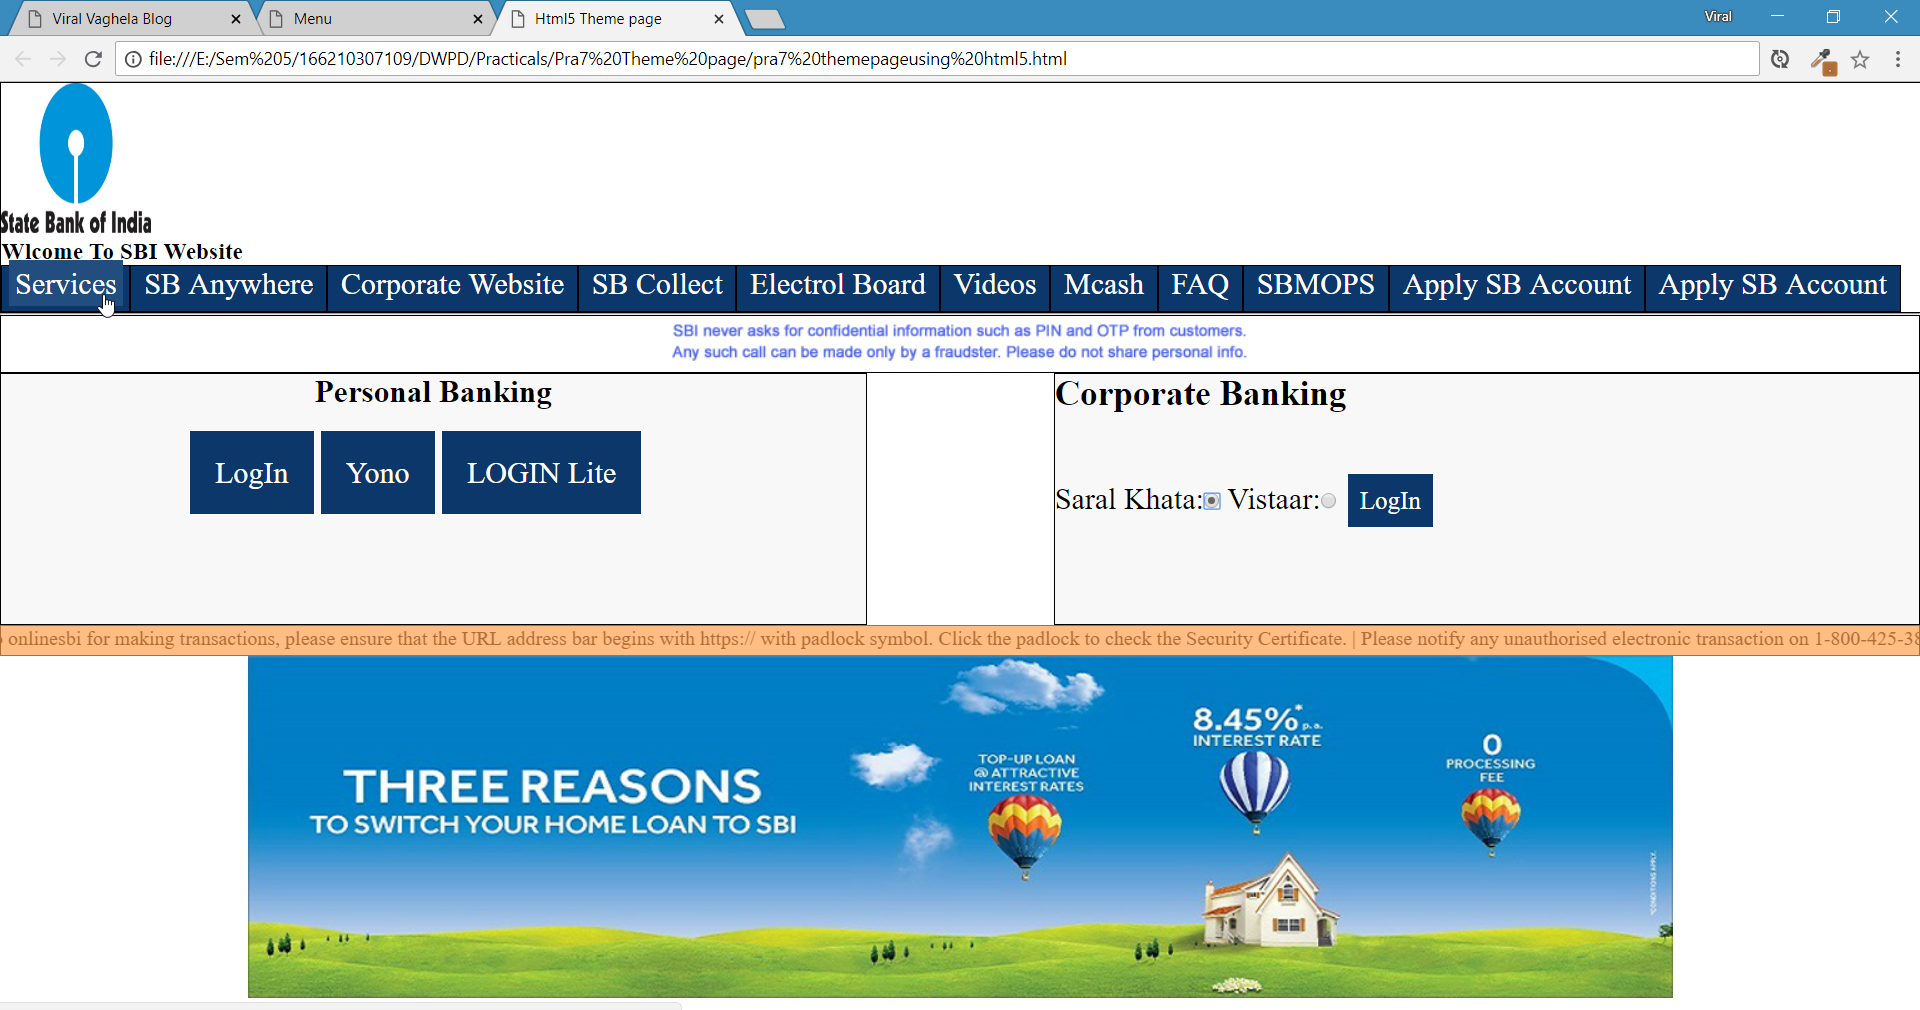 Viral Vaghela Blog
Menu
Html5 Theme page
Viral
file:///E:/Sem%205/166210307109/DWPD/Practicals/Pra7%20Theme%20page/pra7%20themepageusing%20html5.html
State Bank of India
Wlcome To SBI Website
Services SB Anywhere Corporate Website SB Collect Electrol Board Videos Mcash FAQ SBMOPS Apply SB Account Apply SB Account
SBI never asks for confidential information such as PIN and OTP from customers.
Any such call can be made only by a fraudster. Please do not share personal info.
Personal Banking
LogIn Yono LOGIN Lite
Corporate Banking
Saral Khata: Vistaar: LogIn
onlinesbi for making transactions, please ensure that the URL address bar begins with https:// with padlock symbol. Click the padlock to check the Security Certificate. | Please notify any unauthorised electronic transaction on 1-800-425-38
THREE REASONS
TO SWITCH YOUR HOME LOAN TO SBI
TOP-UP LOAN
@ ATTRACTIVE
INTEREST RATES
8.45%* p.a.
INTEREST RATE
0
PROCESSING
FEE
*CONDITIONS APPLY.